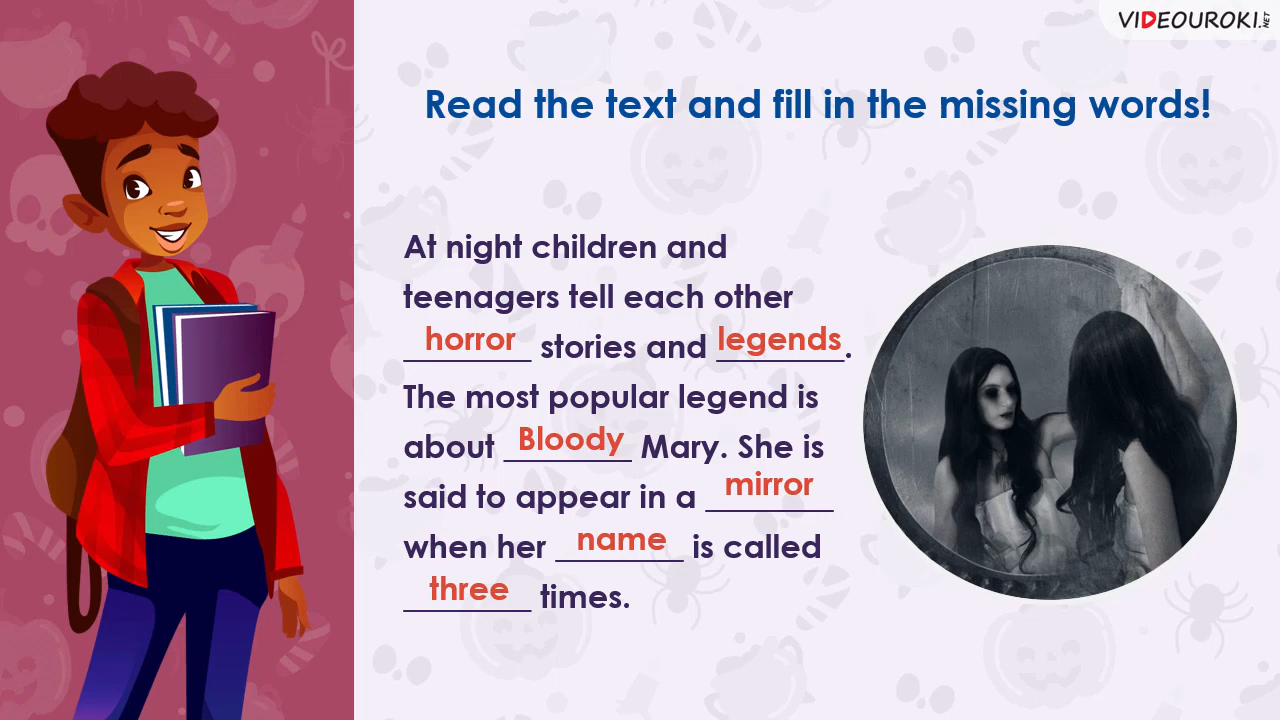 VIDEOUROKI.NET
Read the text and fill in the missing words!
At night children and
teenagers tell each other
horror stories and legends.
The most popular legend is
about Bloody Mary. She is
said to appear in a mirror
when her name is called
three times.